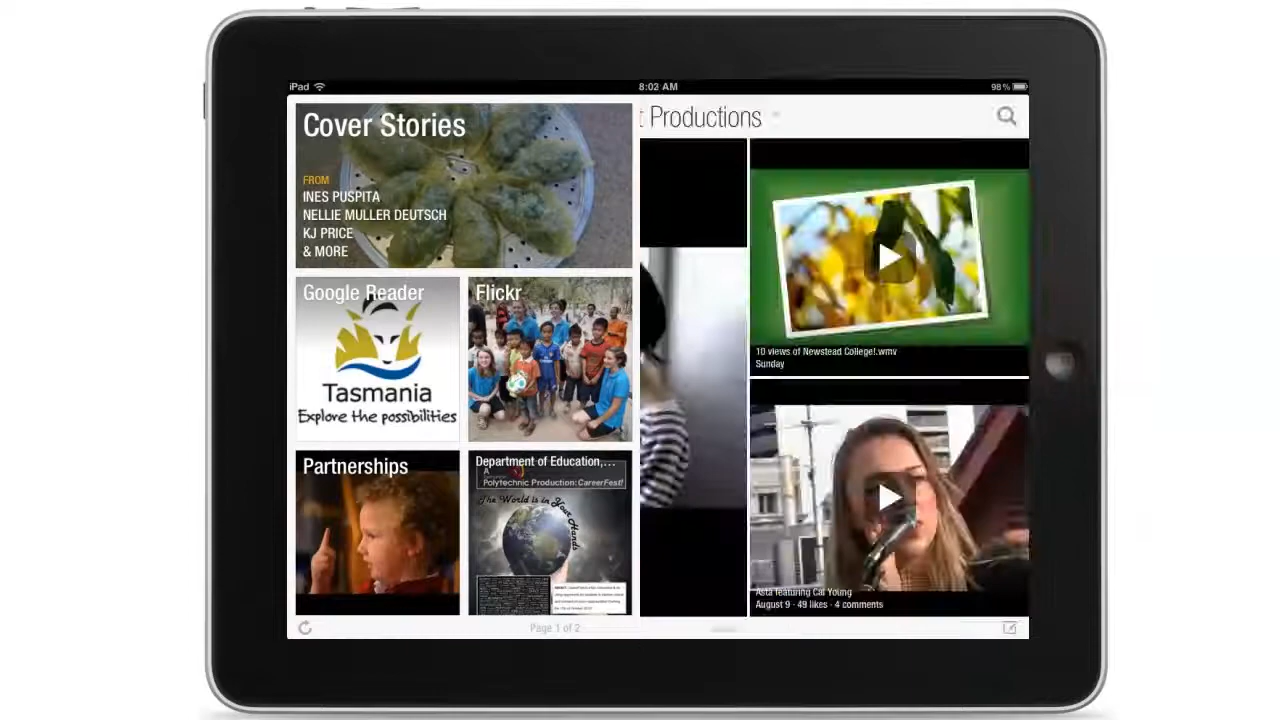 iPad
8:02 AM
98%
Cover Stories
FROM
INES PUSPITA
NELLIE MULLER DEUTSCH
KJ PRICE
& MORE
t Productions
Google Reader
Tasmania
Explore the possibilities
Flickr
10 views of Newstead College!.wmv
Sunday
Partnerships
Department of Education,...
A
Polytechnic Production: CareerFest!
The World is in Your Hands
Asta featuring Cat Young
August 9 · 49 likes · 4 comments
Page 1 of 2